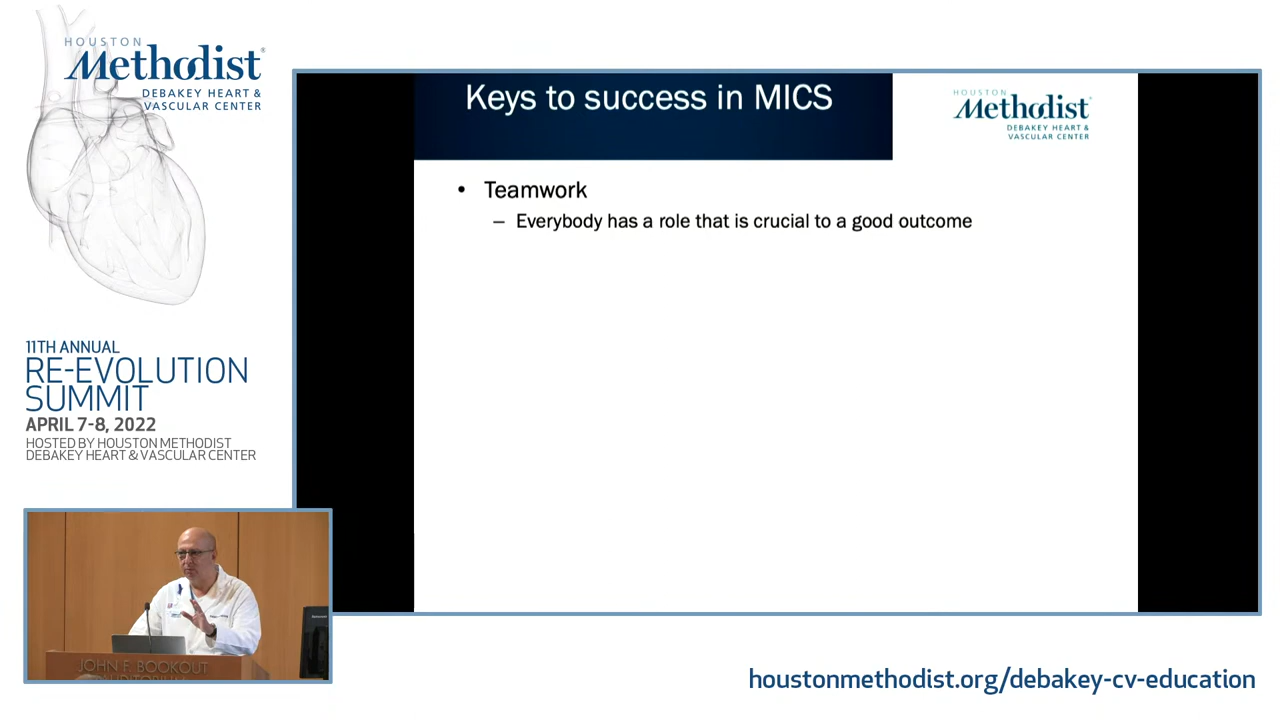 HOUSTON
Methodist
DEBAKEY HEART &
VASCULAR CENTER
11TH ANNUAL
RE-EVOLUTION
SUMMIT
APRIL 7-8, 2022
HOSTED BY HOUSTON METHODIST
DEBAKEY HEART & VASCULAR CENTER
Keys to success in MICS
HOUSTON
Methodist
DEBAKEY HEART &
VASCULAR CENTER
• Teamwork
– Everybody has a role that is crucial to a good outcome
JOHN F. BOOKOUT
AUDITORIUM
houstonmethodist.org/debakey-cv-education